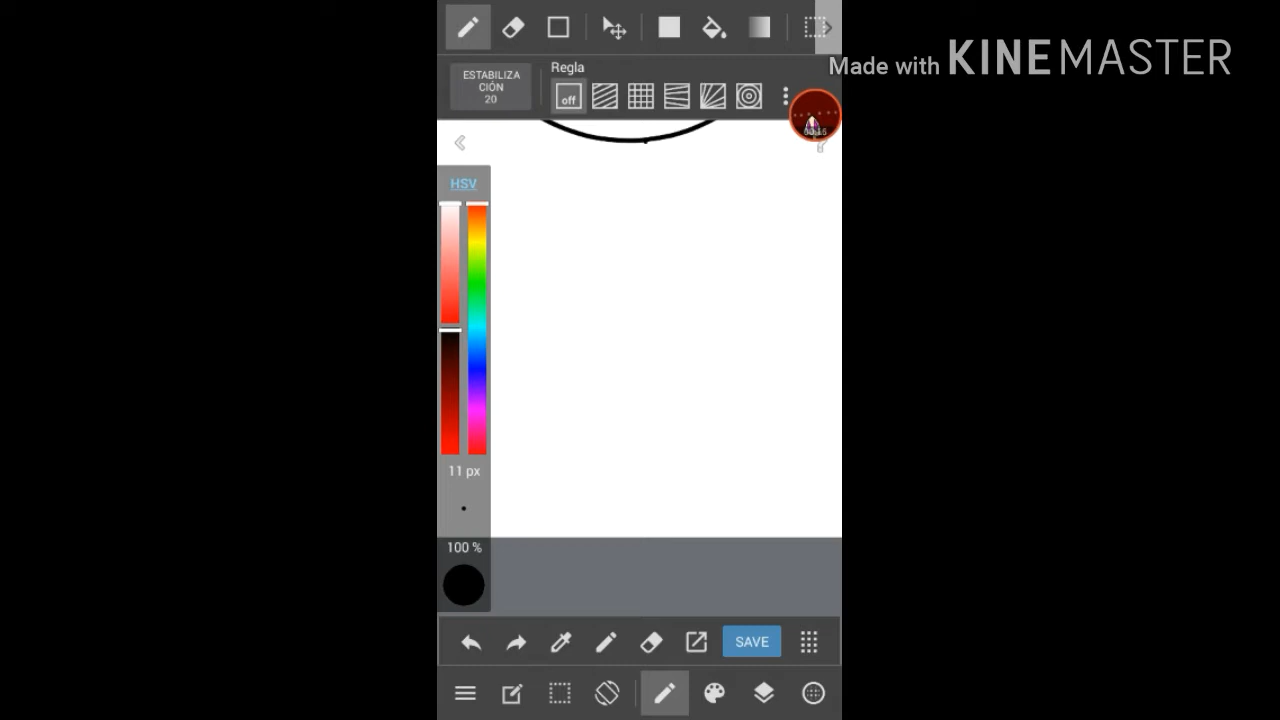 Made with KINEMASTER
ESTABILIZA
CIÓN
20
Regla
off
HSV
11 px
100 %
SAVE